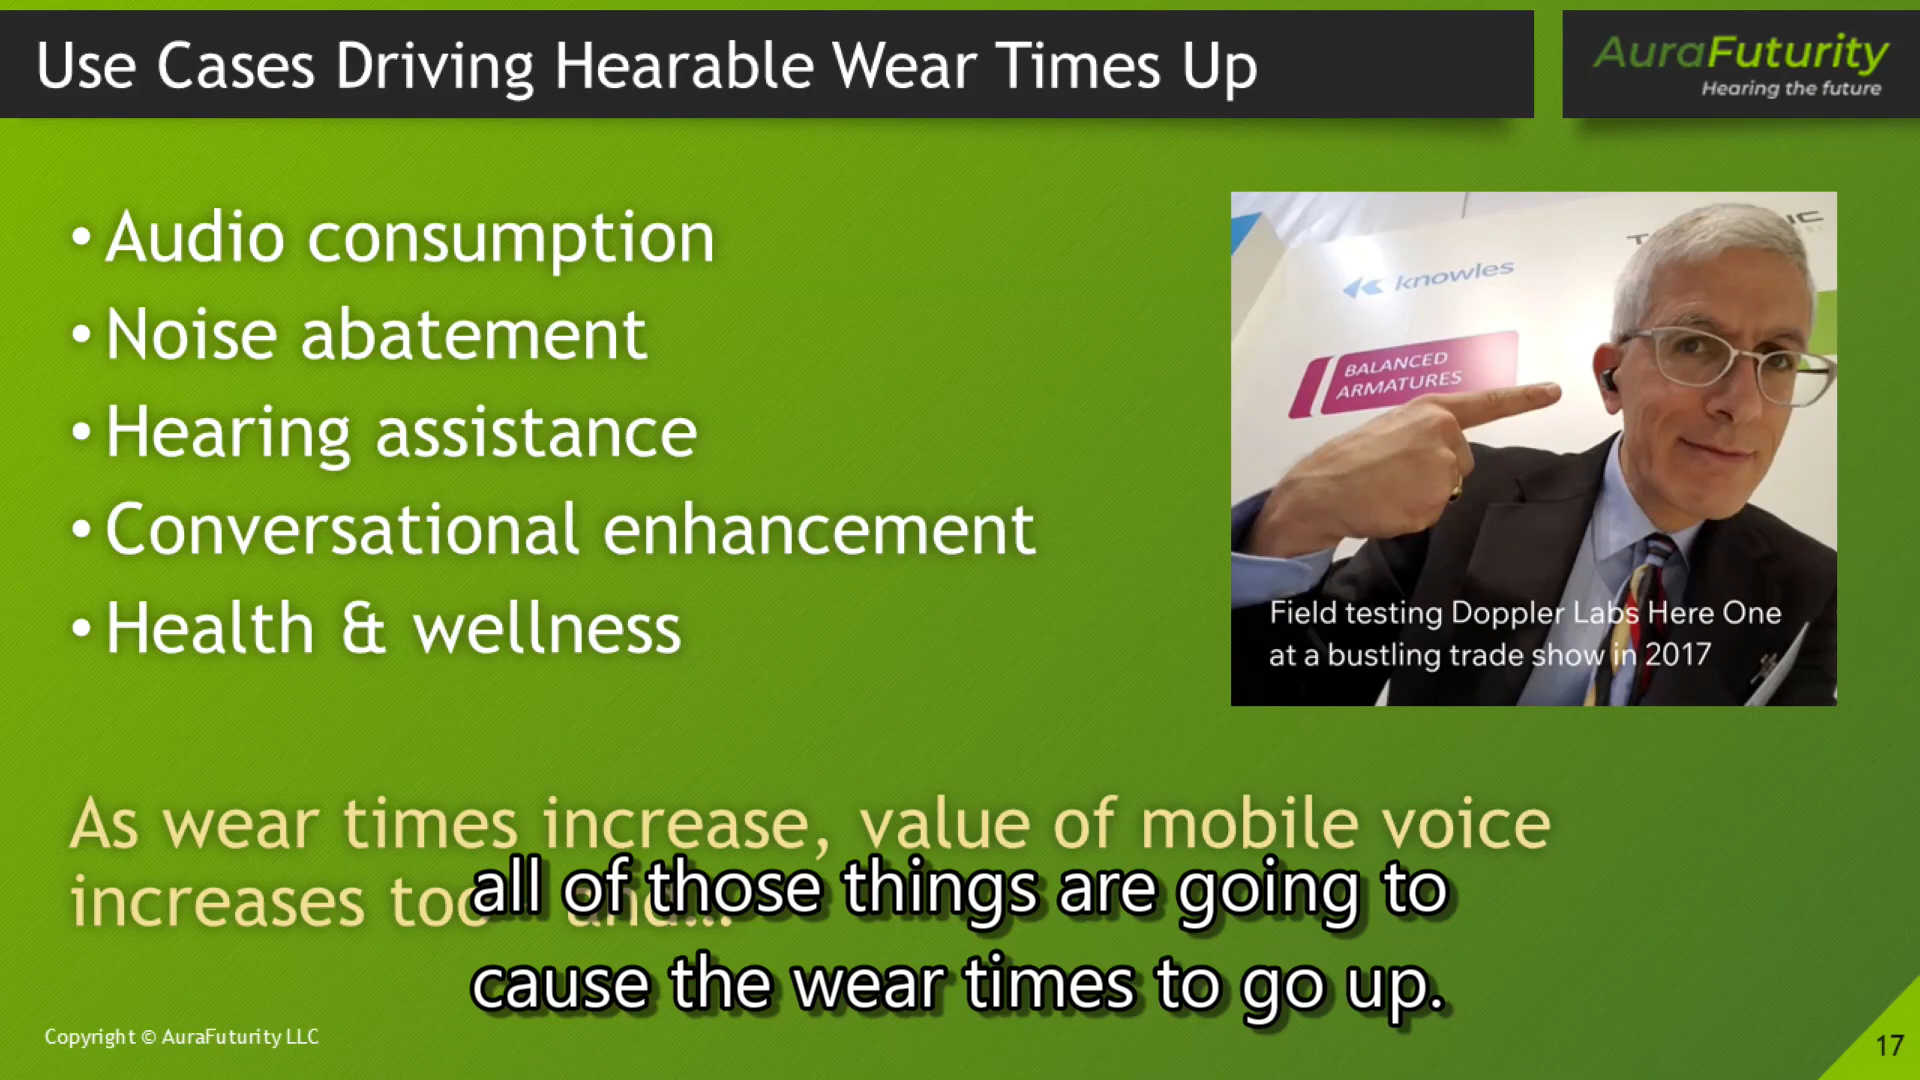 Use Cases Driving Hearable Wear Times Up
AuraFuturity
Hearing the future
• Audio consumption
• Noise abatement
• Hearing assistance
• Conversational enhancement
• Health & wellness
knowles
BALANCED
ARMATURES
Field testing Doppler Labs Here One
at a bustling trade show in 2017
As wear times increase, value of mobile voice
increases too and…
all of those things are going to
cause the wear times to go up.
Copyright © AuraFuturity LLC
17